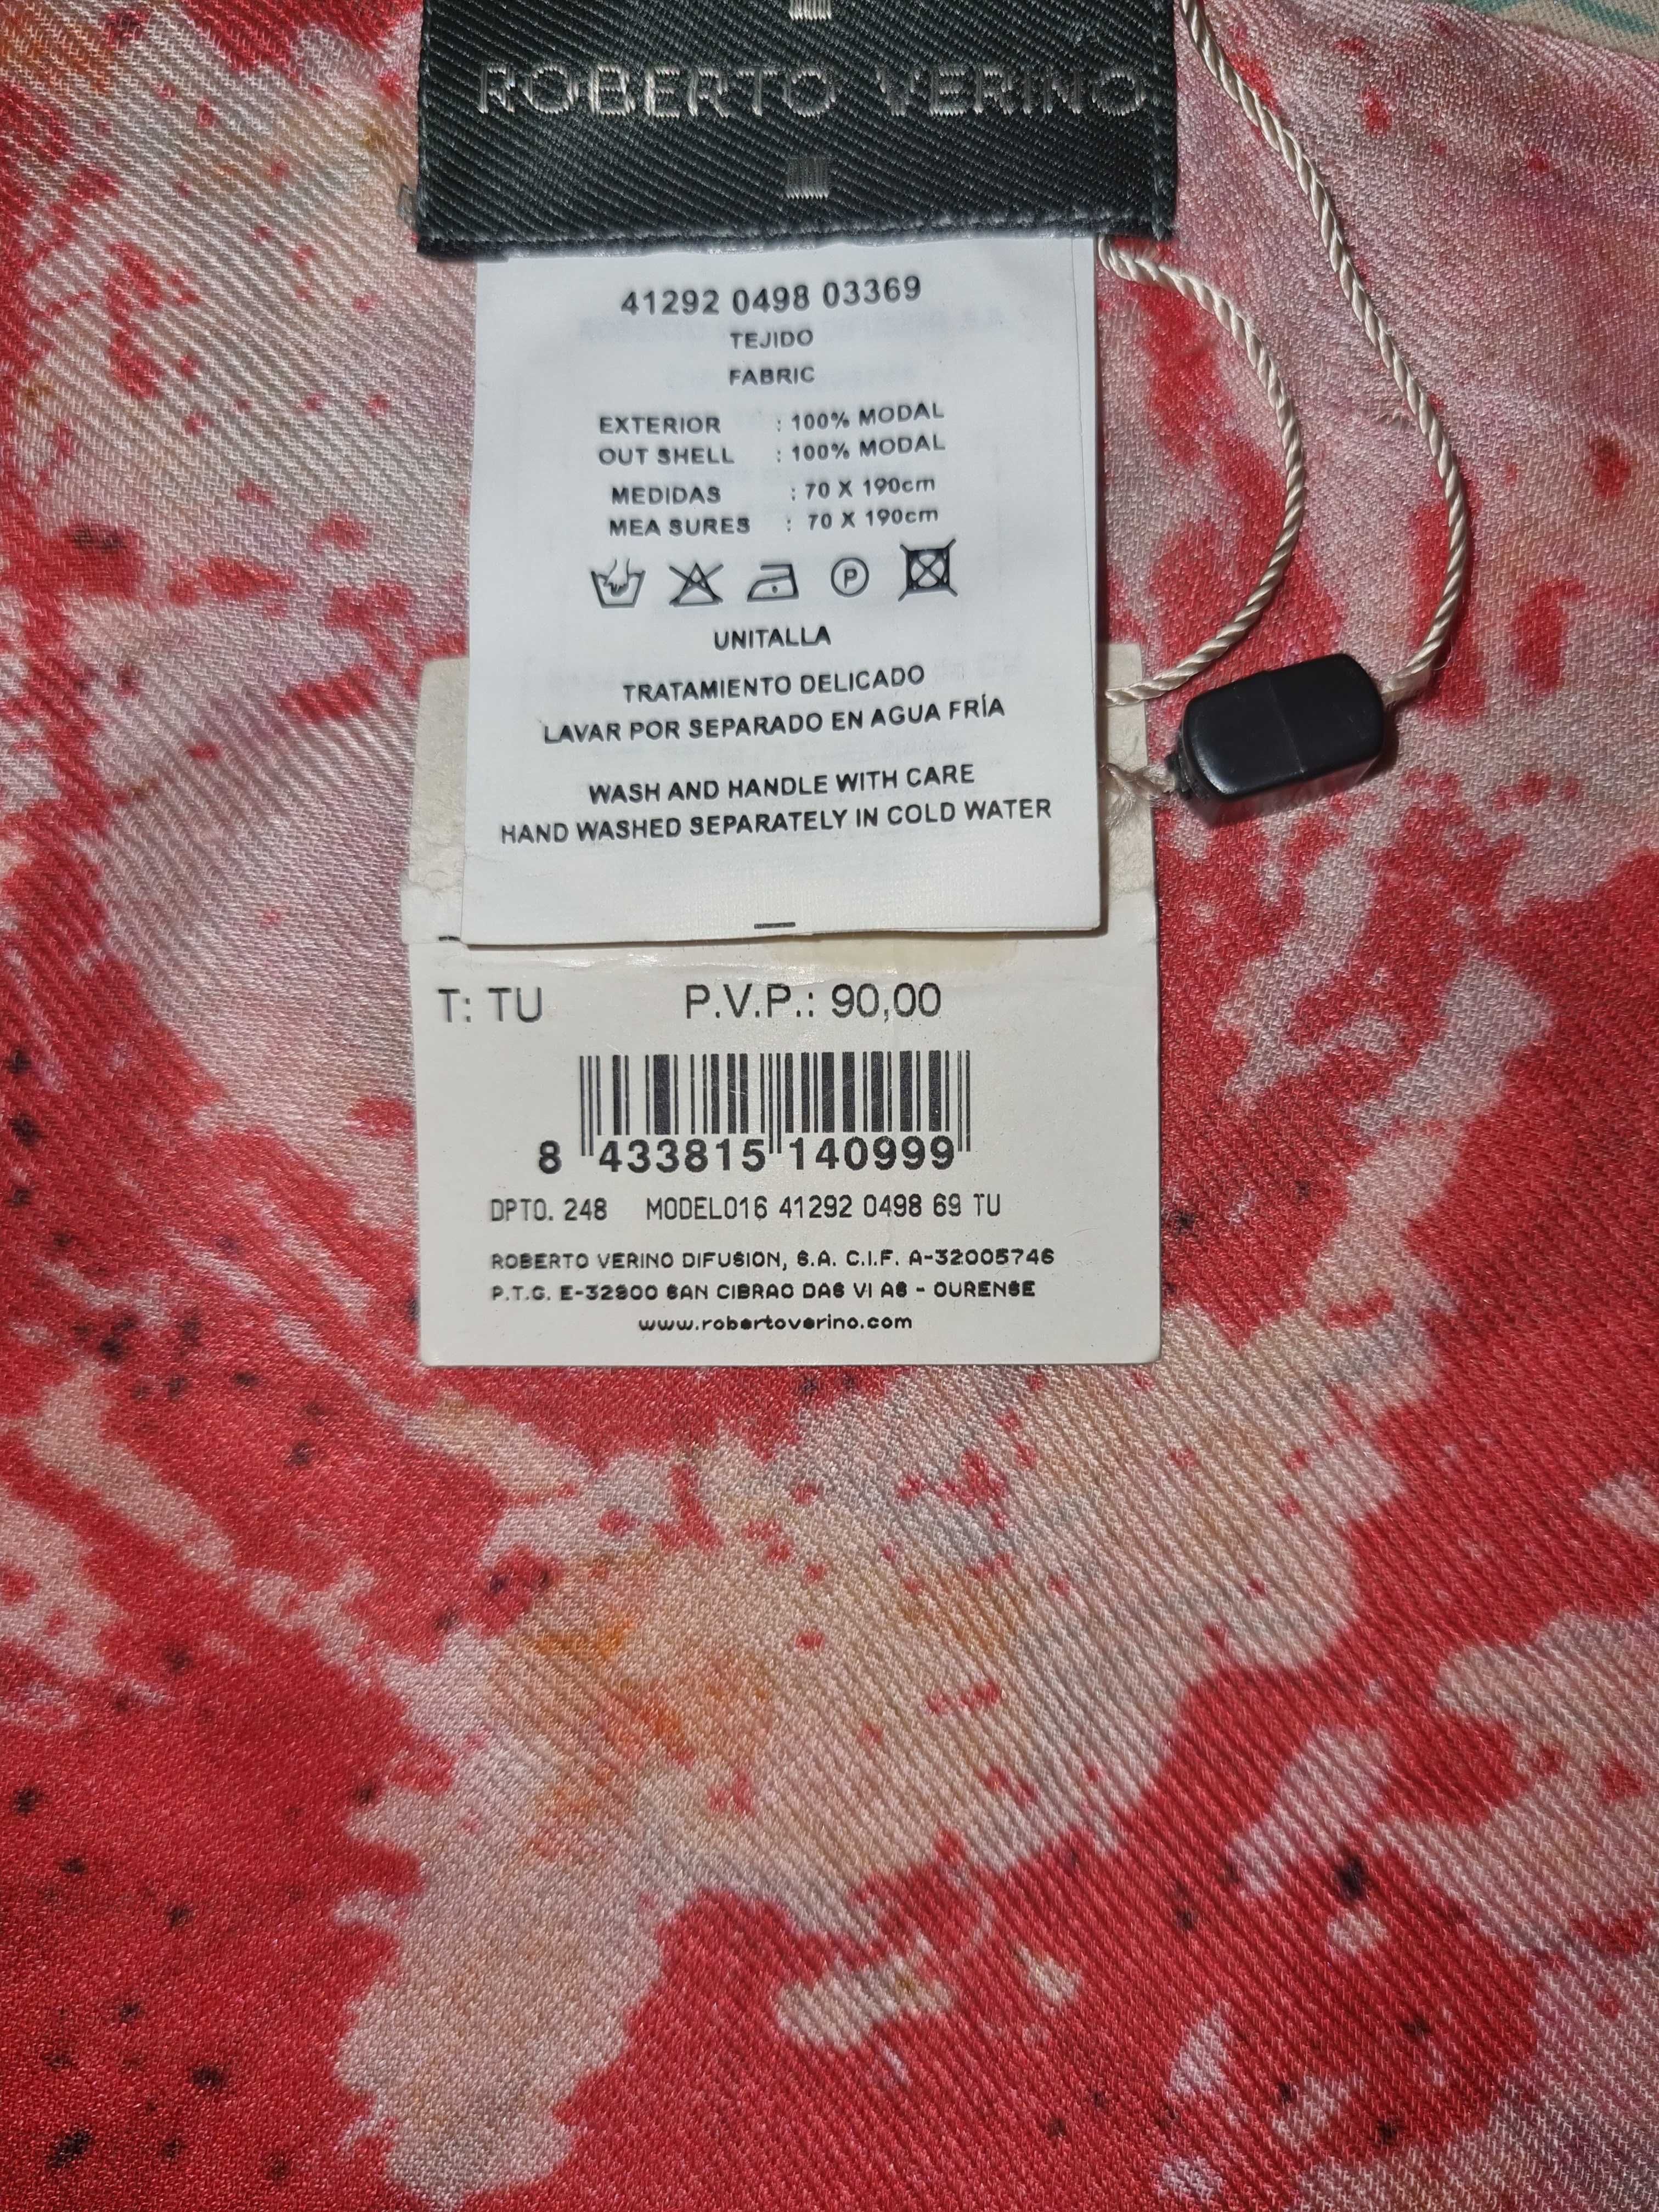 ROBERTO VERINO
41292 0498 03369
TEJIDO
FABRIC
EXTERIOR : 100% MODAL
OUT SHELL : 100% MODAL
MEDIDAS : 70 X 190cm
MEA SURES : 70 X 190cm
P
UNITALLA
TRATAMIENTO DELICADO
LAVAR POR SEPARADO EN AGUA FRÍA
WASH AND HANDLE WITH CARE
HAND WASHED SEPARATELY IN COLD WATER
T: TU P.V.P.: 90,00
8 433815 140999
DPTO. 248 MODELO16 41292 0498 69 TU
ROBERTO VERINO DIFUSION, S.A. C.I.F. A-32005746
P.T.G. E-32900 SAN CIBRAO DAS VI AS - OURENSE
www.robertoverino.com